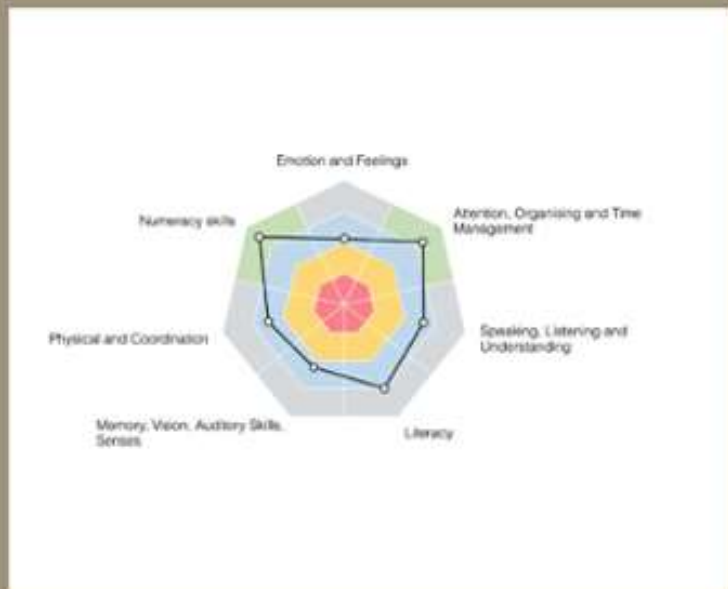 Emotion and Feelings
Numeracy skills
Attention, Organising and Time
Management
Physical and Coordination
Speaking, Listening and
Understanding
Memory, Vision, Auditory Skills,
Senses
Literacy